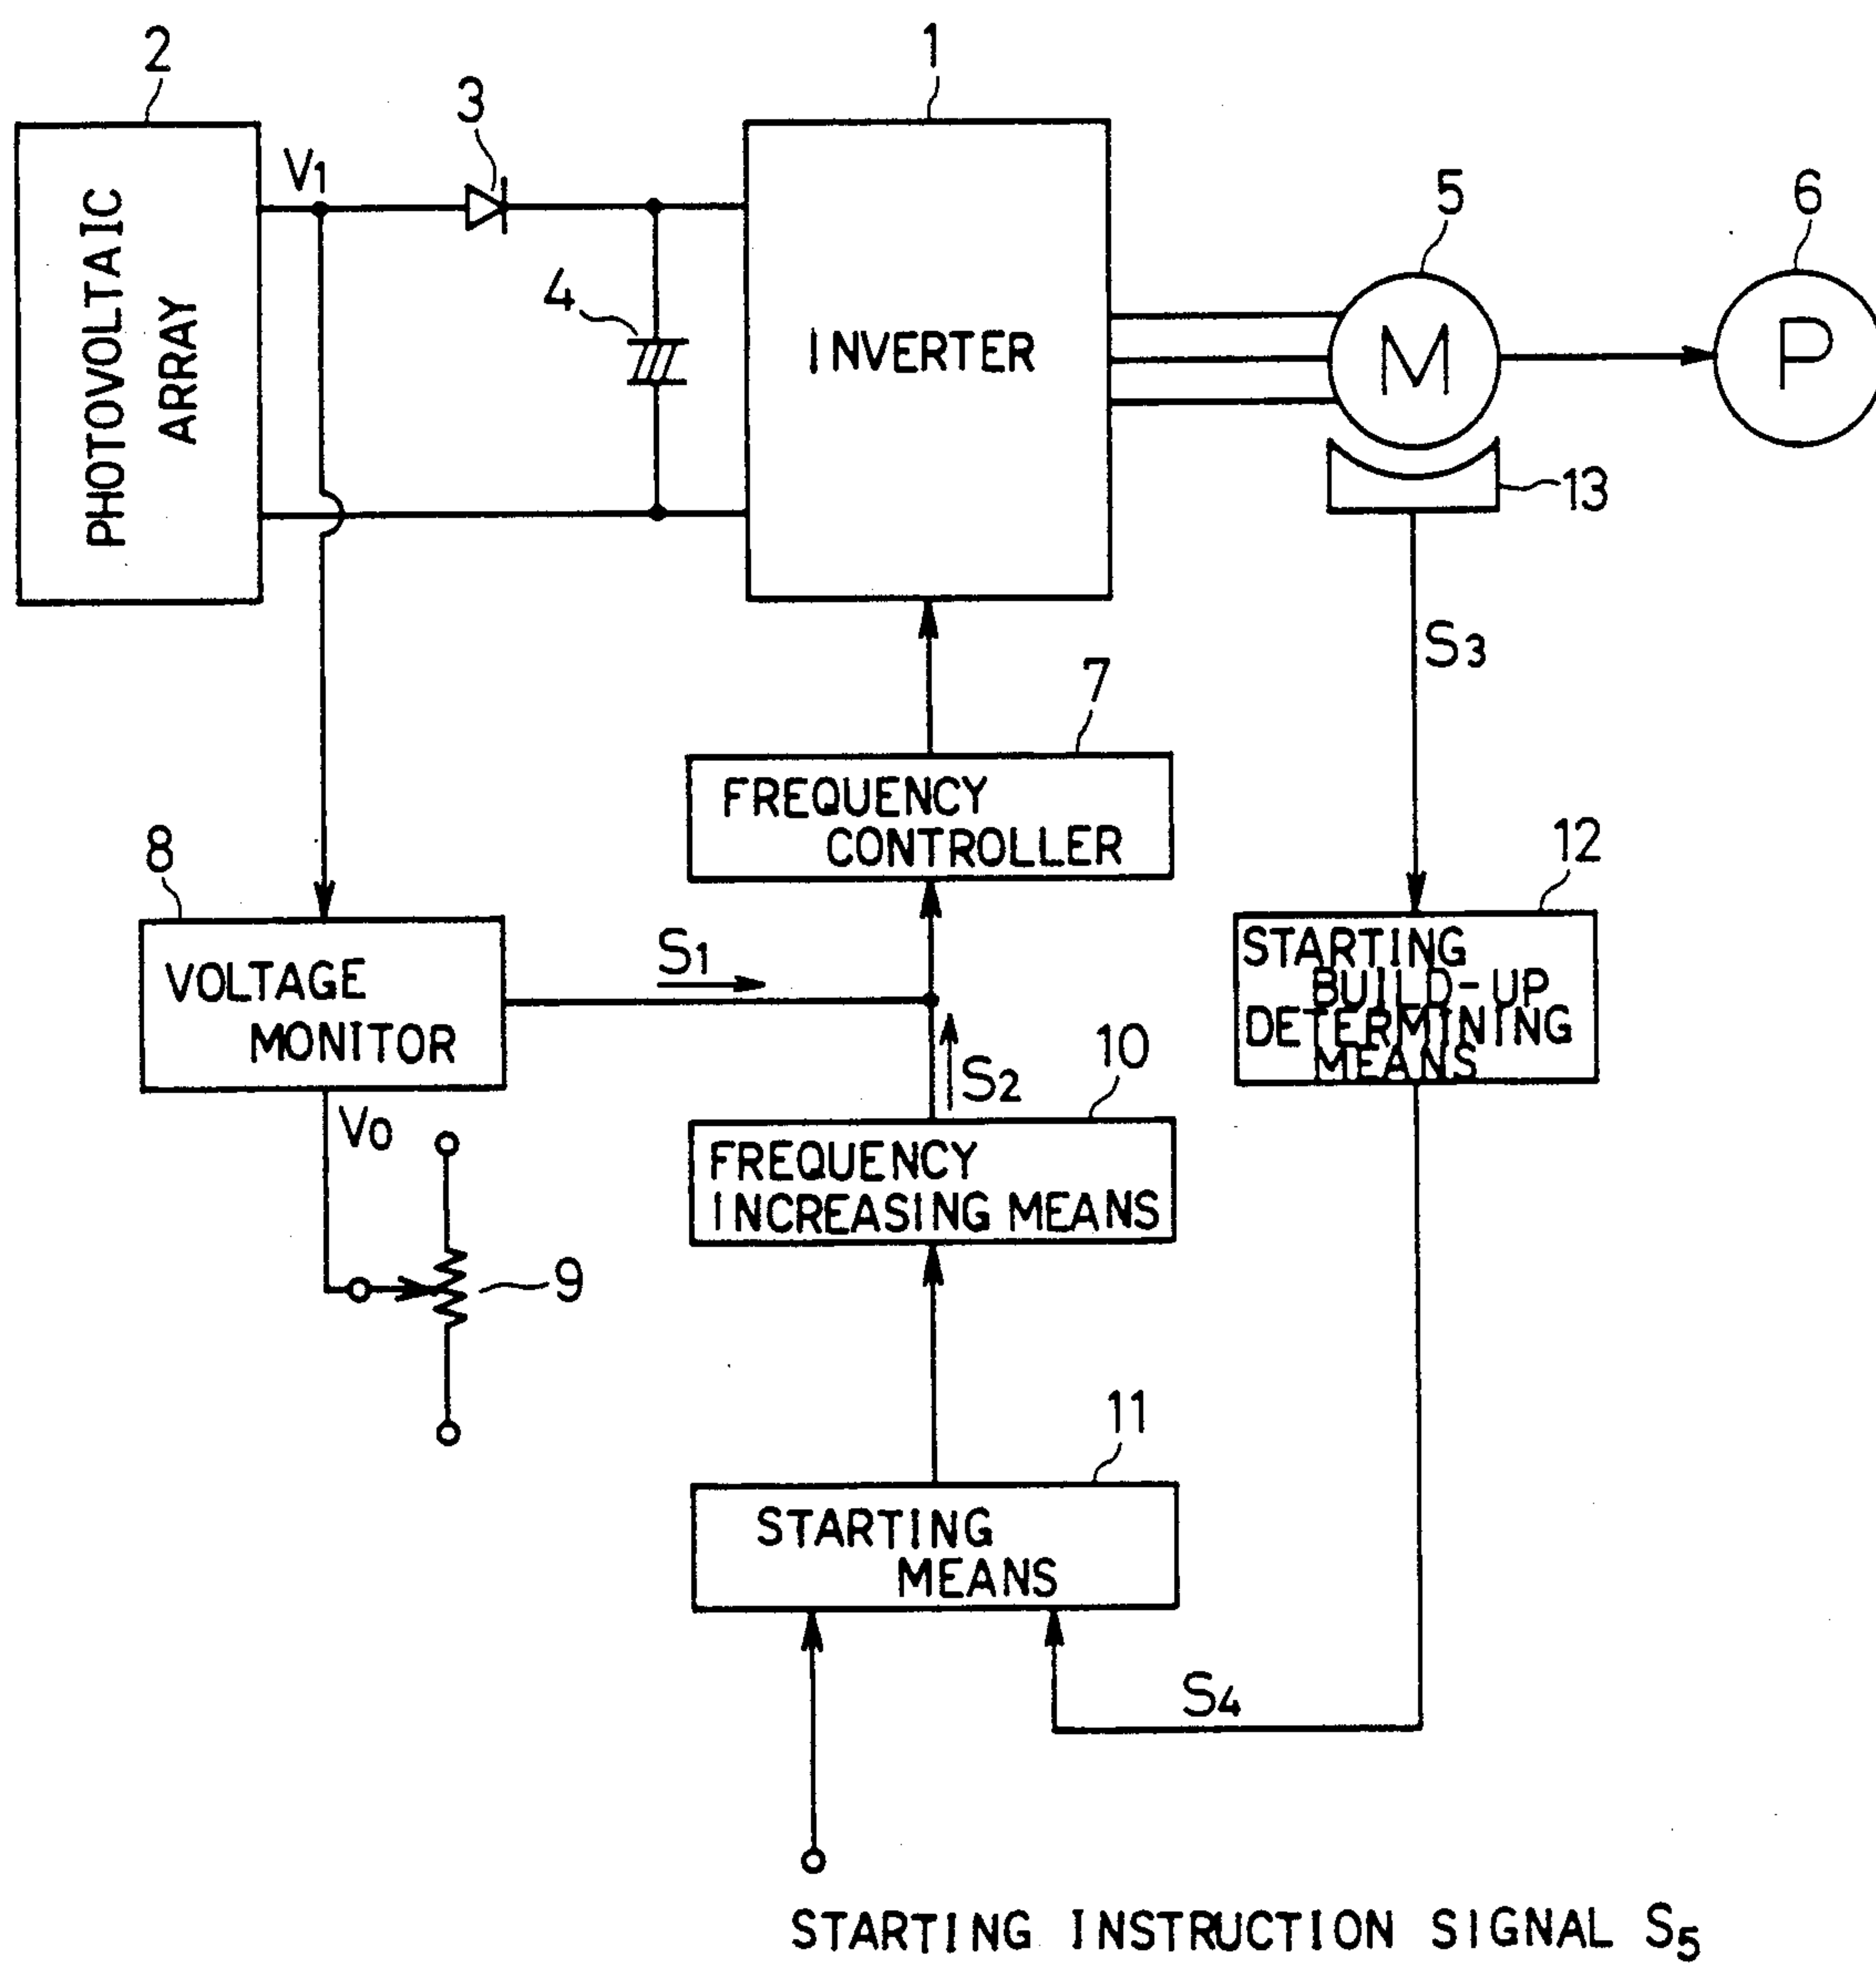 2
1
3
V1
5
6
PHOTOVOLTAIC
ARRAY
4
INVERTER
M
P
13
S3
7
FREQUENCY
CONTROLLER
8
12
VOLTAGE
MONITOR
S1
STARTING
BUILD-UP
DETERMINING
MEANS
10
S2
V0
FREQUENCY
INCREASING MEANS
9
11
STARTING
MEANS
S4
STARTING INSTRUCTION SIGNAL S5